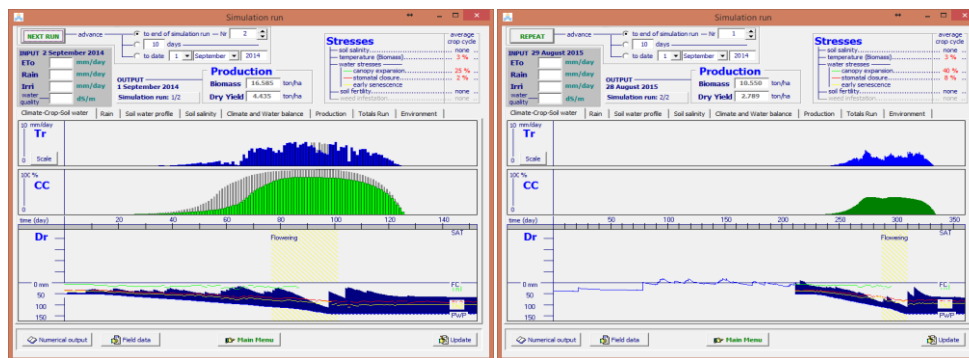 Simulation run
NEXT RUN
advance
to end of simulation run — Nr 2
10 days
to date 1 September 2014
INPUT 2 September 2014
ETo mm/day
Rain mm/day
Irri mm/day
water quality dS/m
OUTPUT
1 September 2014
Simulation run: 1/2
Production
Biomass 16.585 ton/ha
Dry Yield 4.435 ton/ha
Stresses
average
crop cycle
soil salinity none
temperature (Biomass) 3 %
water stresses
canopy expansion 25 %
stomatal closure 2 %
early senescence
soil fertility none
weed infestation none
Climate-Crop-Soil water
Rain
Soil water profile
Soil salinity
Climate and Water balance
Production
Totals Run
Environment
10 mm/day
Tr
0
Scale
100 %
CC
0
time (day) 20 40 60 80 100 120 140
Dr
Flowering
SAT
0 mm
FC
50
100
150
PWP
Numerical output
Field data
Main Menu
Update
Simulation run
REPEAT
advance
to end of simulation run — Nr 1
10 days
to date 1 September 2014
INPUT 29 August 2015
ETo mm/day
Rain mm/day
Irri mm/day
water quality dS/m
OUTPUT
28 August 2015
Simulation run: 2/2
Production
Biomass 10.550 ton/ha
Dry Yield 2.789 ton/ha
Stresses
average
crop cycle
soil salinity none
temperature (Biomass) 3 %
water stresses
canopy expansion 40 %
stomatal closure 8 %
early senescence
soil fertility none
weed infestation none
Climate-Crop-Soil water
Rain
Soil water profile
Soil salinity
Climate and Water balance
Production
Totals Run
Environment
10 mm/day
Tr
0
Scale
100 %
CC
0
time (day) 50 100 150 200 250 300 350
Dr
Flowering
SAT
0 mm
FC
50
100
150
PWP
Numerical output
Field data
Main Menu
Update